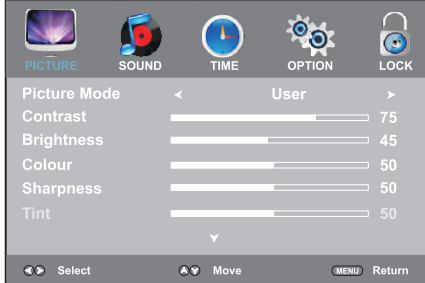 PICTURE SOUND TIME OPTION LOCK
Picture Mode User
Contrast 75
Brightness 45
Colour 50
Sharpness 50
Tint 50
Select Move MENU Return